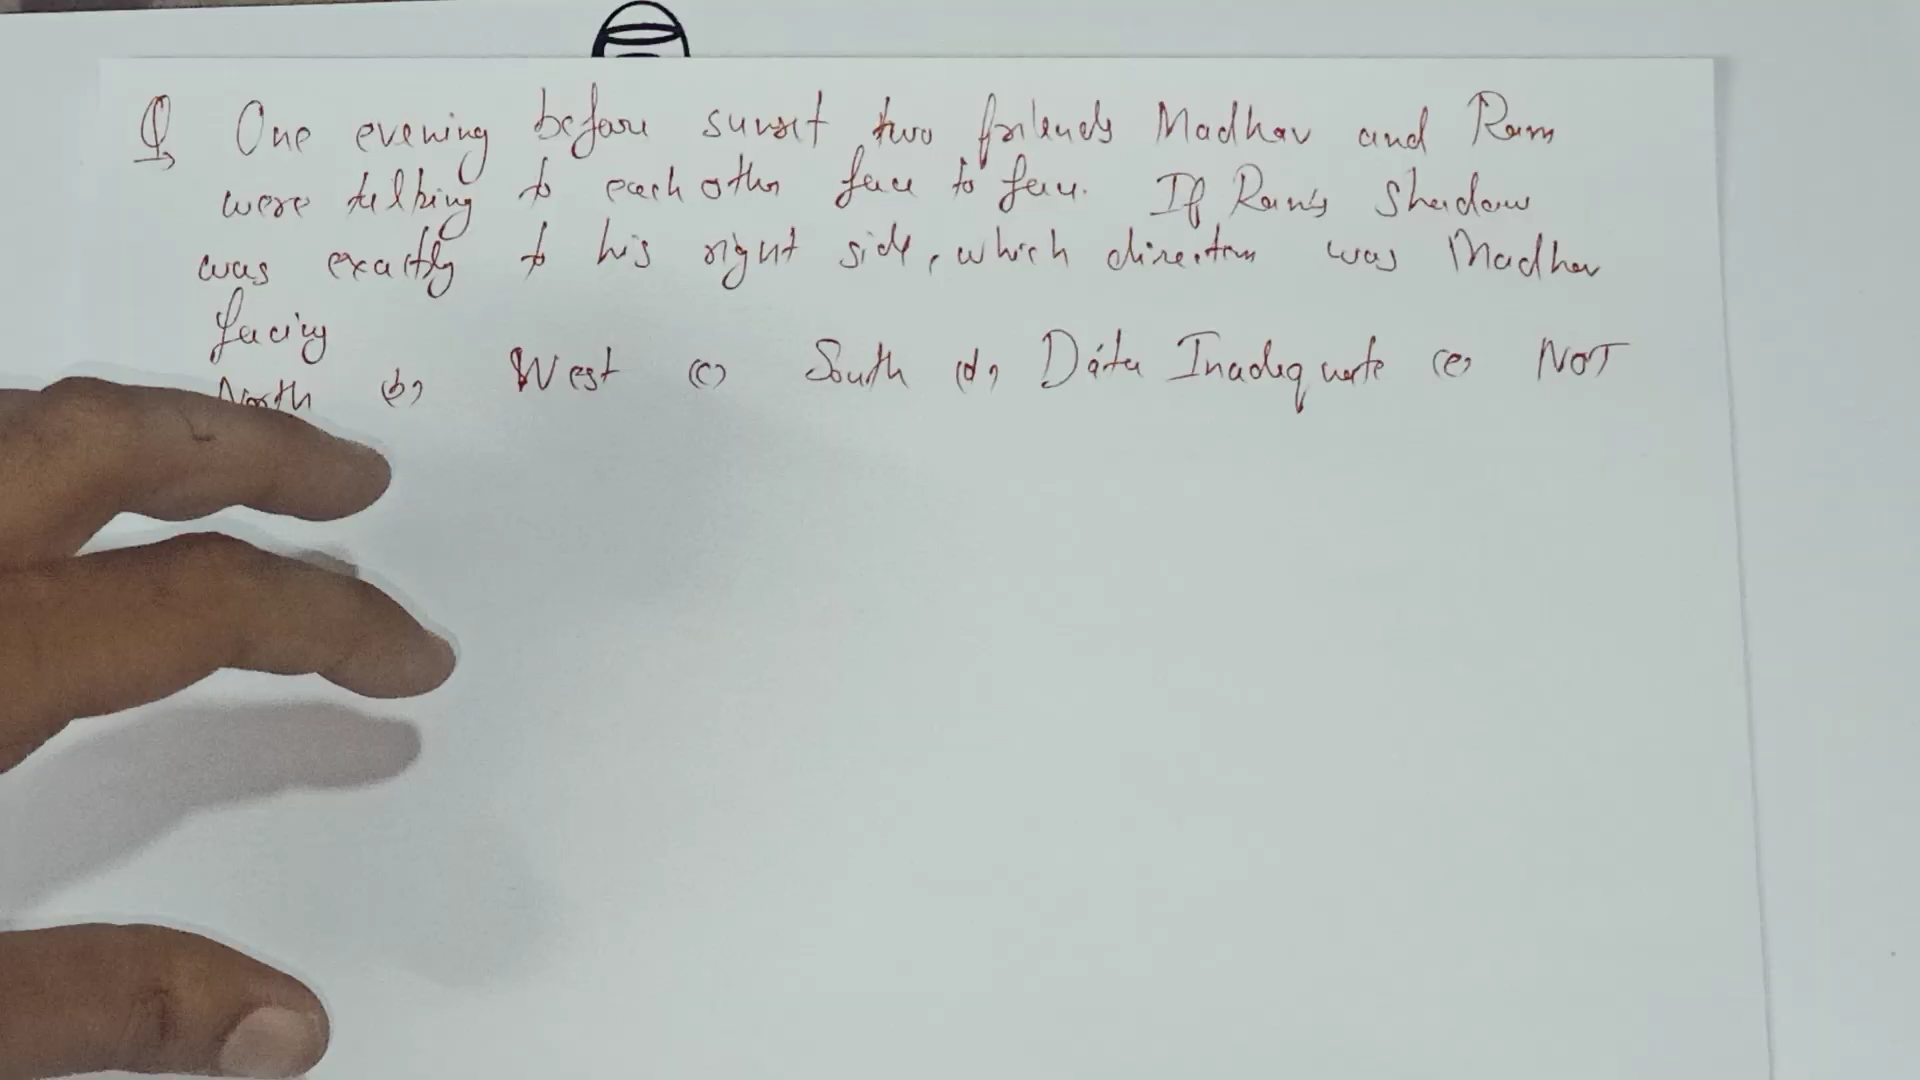 Q, One evening before sunset two friends Madhav and Ram
were talking to each other face to face. If Ram's Shadow
was exactly to his right side, which direction was Madhav
facing
North (b) West (c) South (d) Data Inadequate (e) NOT